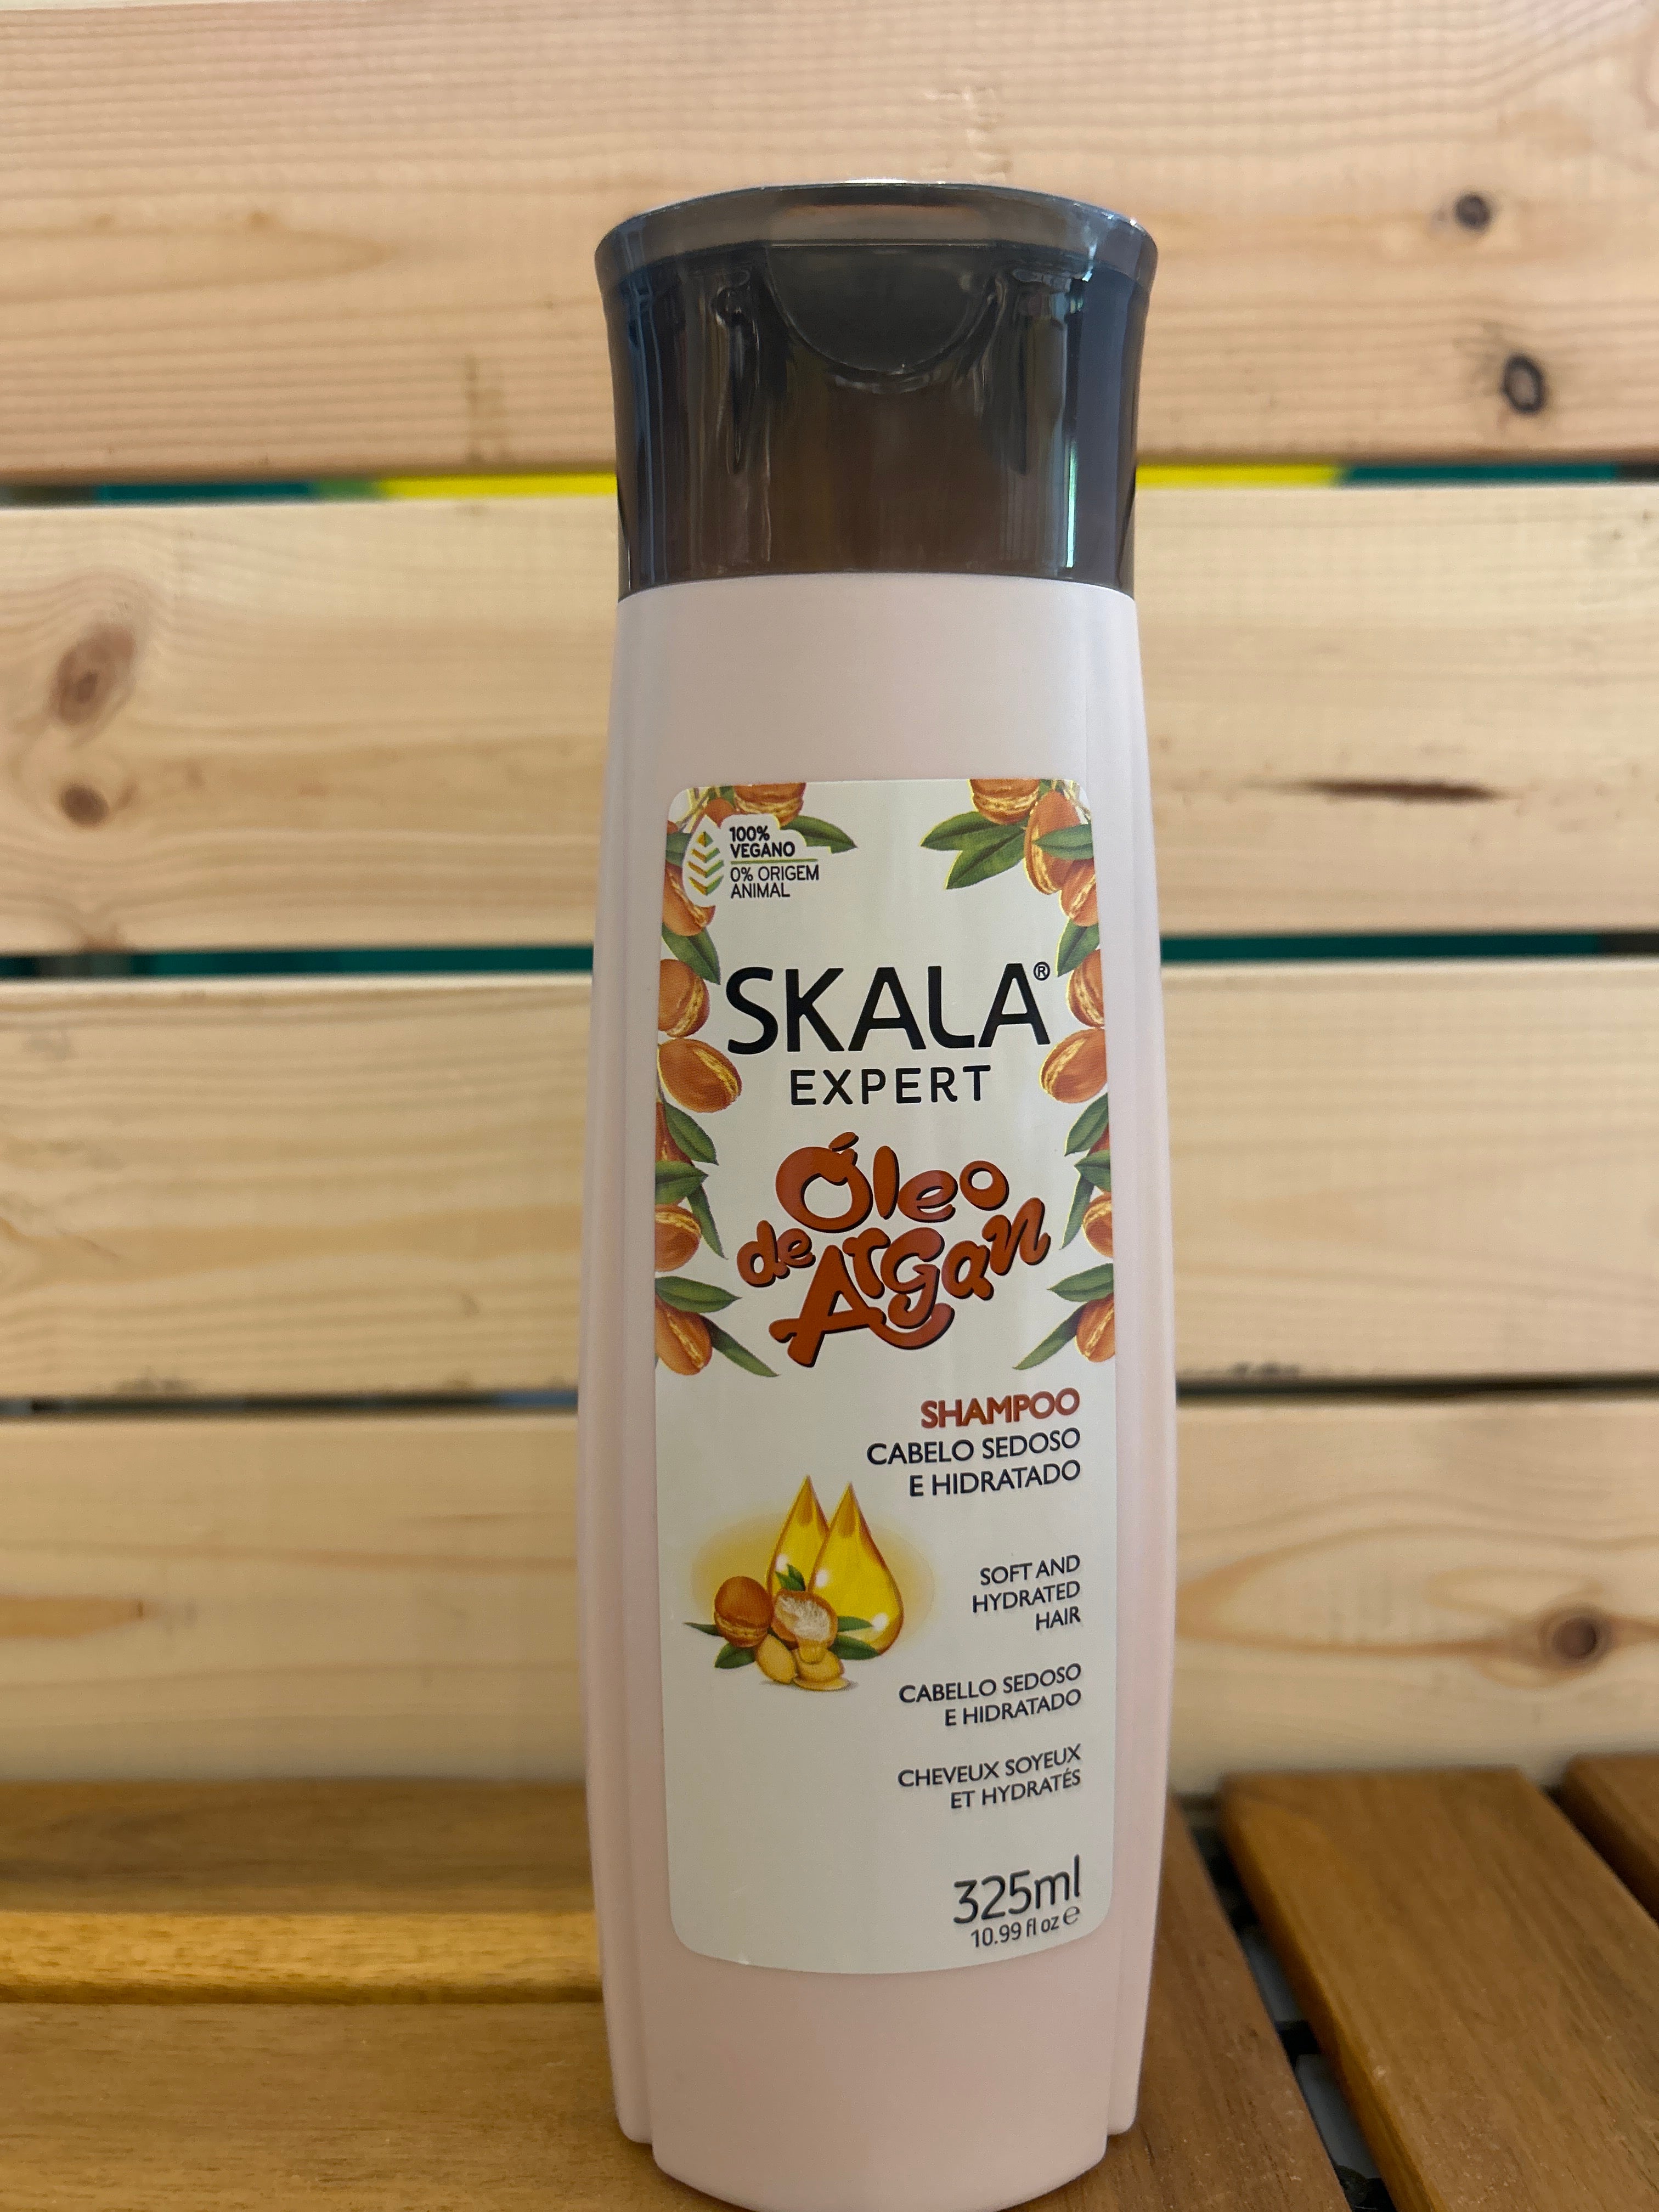 100%
VEGANO
0% ORIGEM
ANIMAL
SKALA®
EXPERT
Óleo
de Argan
SHAMPOO
CABELO SEDOSO
E HIDRATADO
SOFT AND
HYDRATED
HAIR
CABELLO SEDOSO
E HIDRATADO
CHEVEUX SOYEUX
ET HYDRATÉS
325ml
10.99 fl oz ℮